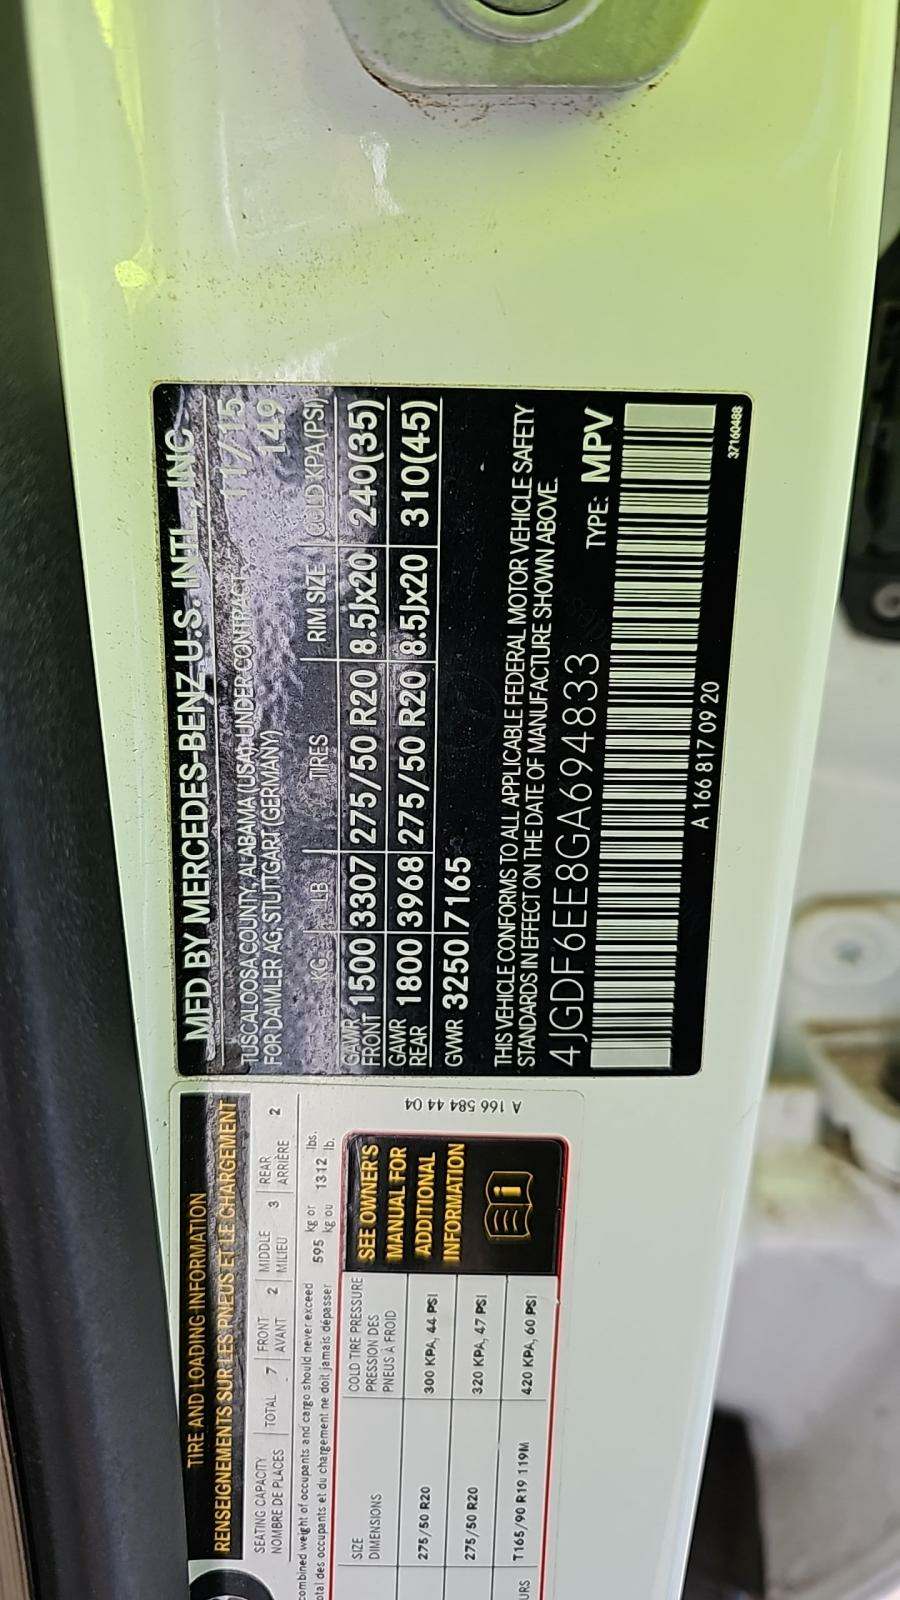 MFD BY MERCEDES-BENZ U.S. INTL., INC
TUSCALOOSA COUNTY, ALABAMA (USA) UNDER CONTRACT 11/15
FOR DAIMLER AG, STUTTGART (GERMANY) 149
KG LB TIRES RIM SIZE COLD KPA (PSI)
GAWR FRONT 1500 3307 275/50 R20 8.5Jx20 240(35)
GAWR REAR 1800 3968 275/50 R20 8.5Jx20 310(45)
GVWR 3250 7165
THIS VEHICLE CONFORMS TO ALL APPLICABLE FEDERAL MOTOR VEHICLE SAFETY
STANDARDS IN EFFECT ON THE DATE OF MANUFACTURE SHOWN ABOVE.
4JGDF6EE8GA694833 TYPE: MPV
A 166 817 09 20
37160488
TIRE AND LOADING INFORMATION
RENSEIGNEMENTS SUR LES PNEUS ET LE CHARGEMENT
SEATING CAPACITY TOTAL 7 FRONT 2 MIDDLE 3 REAR 2
NOMBRE DE PLACES AVANT MILIEU ARRIÈRE
combined weight of occupants and cargo should never exceed 595 kg or 1312 lbs.
total des occupants et du chargement ne doit jamais dépasser kg ou lb.
SIZE COLD TIRE PRESSURE
DIMENSIONS PRESSION DES
PNEUS À FROID
275/50 R20 300 KPA, 44 PSI
275/50 R20 320 KPA, 47 PSI
T165/90 R19 119M 420 KPA, 60 PSI
SEE OWNER'S
MANUAL FOR
ADDITIONAL
INFORMATION
A 166 584 44 04